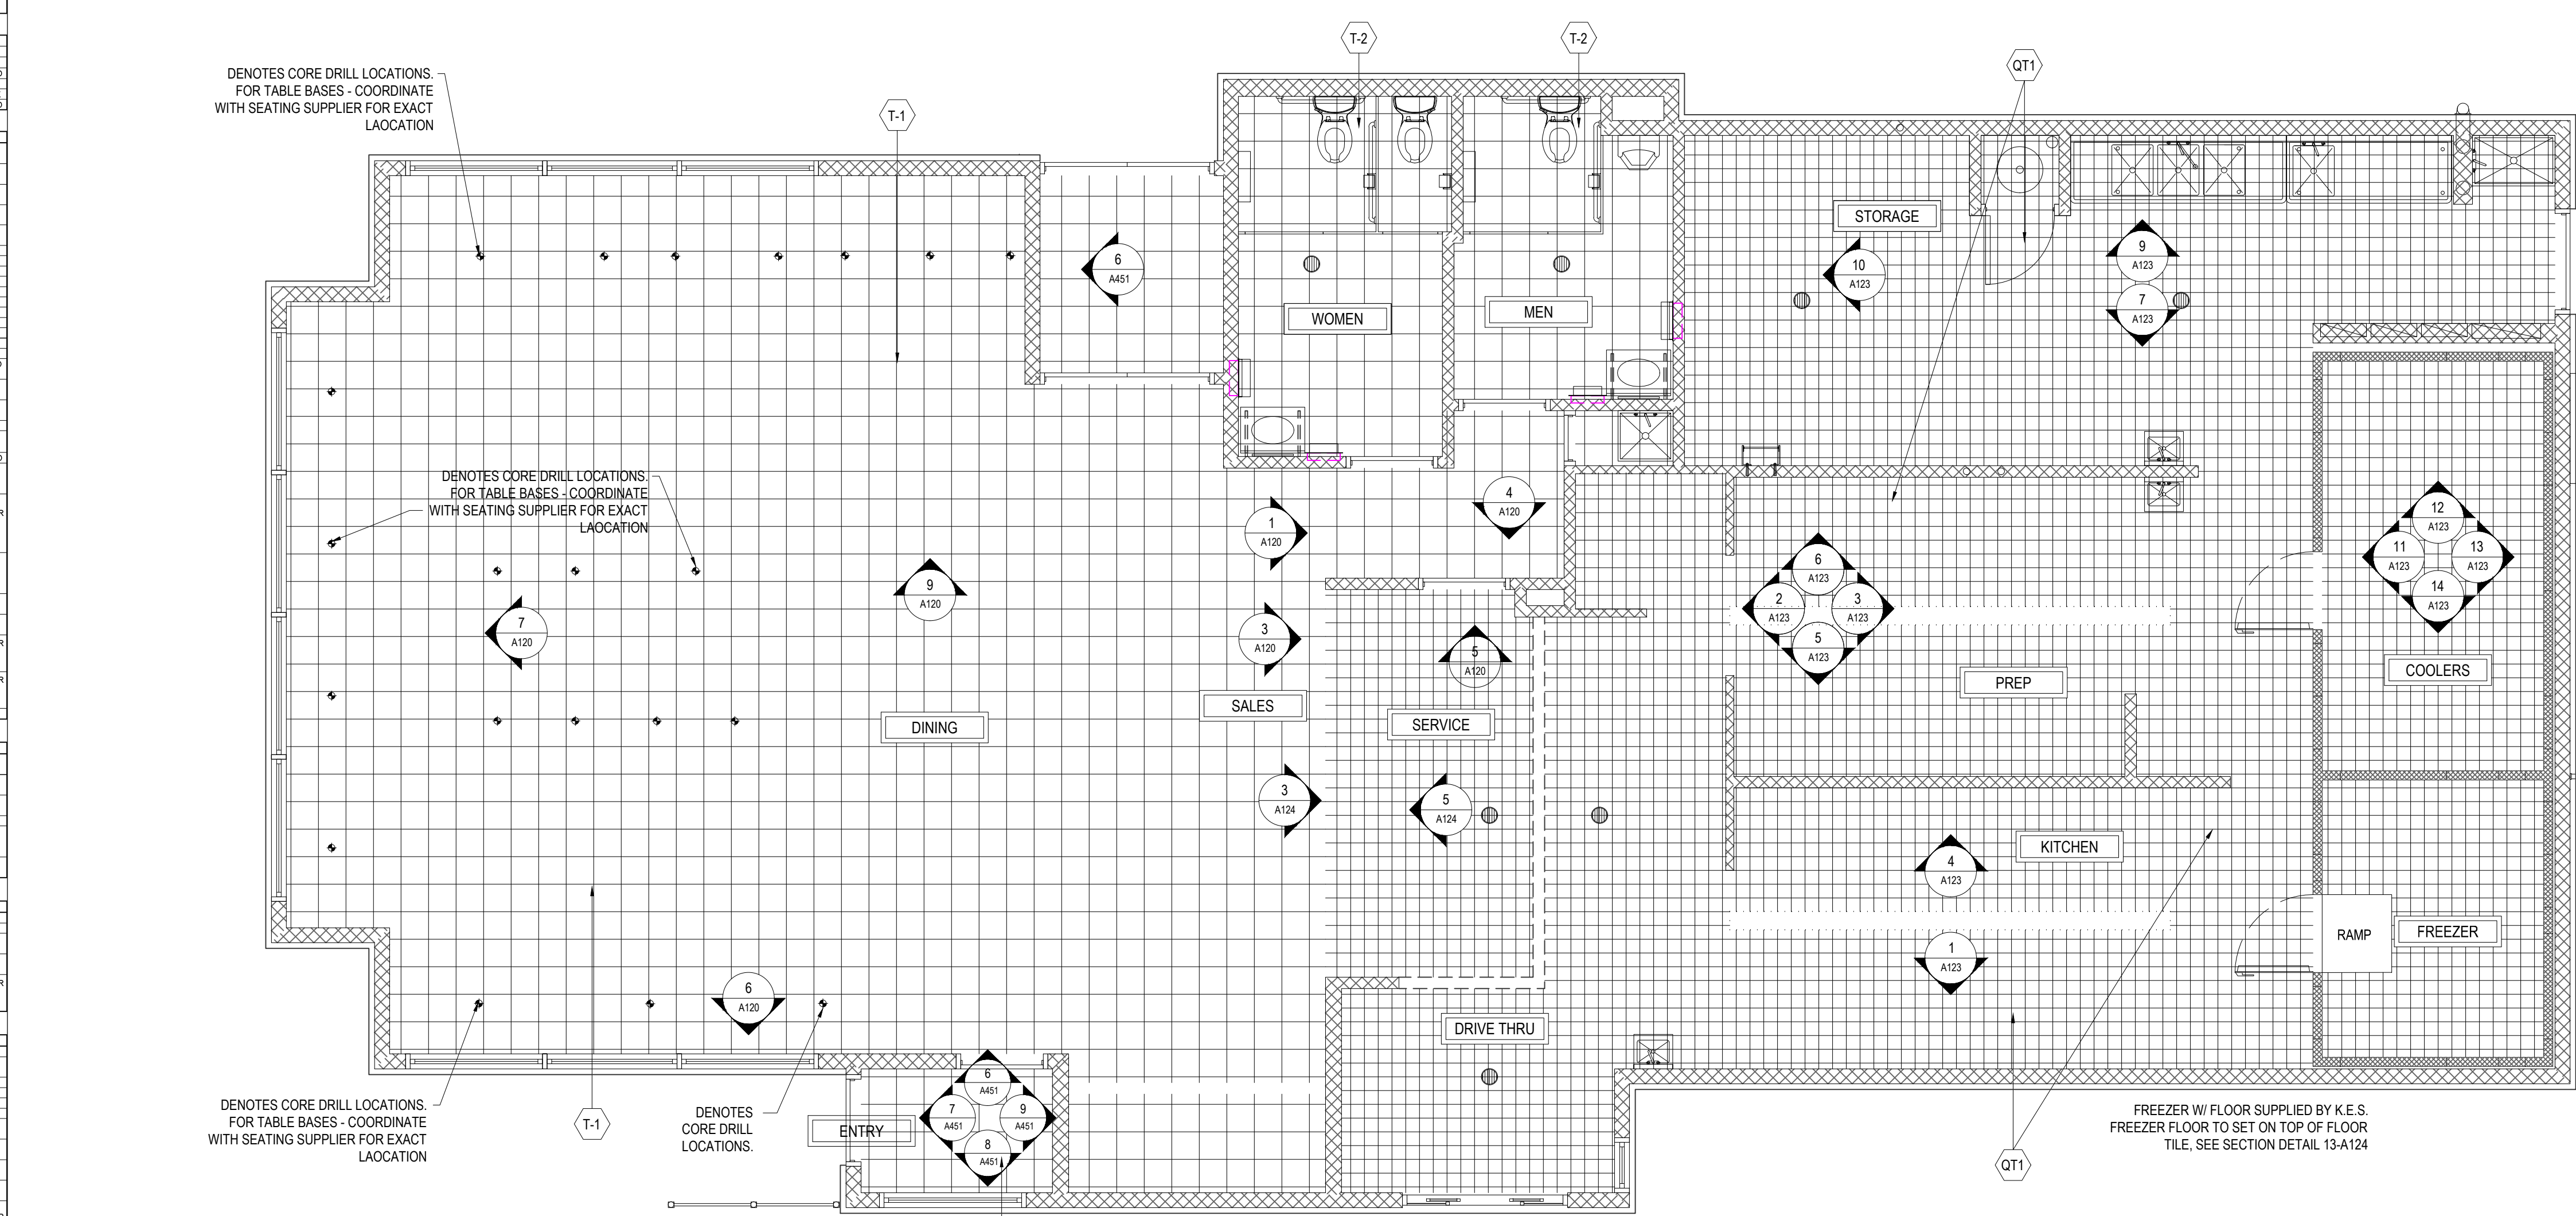 T-2
T-2
QT1
DENOTES CORE DRILL LOCATIONS.
FOR TABLE BASES - COORDINATE
WITH SEATING SUPPLIER FOR EXACT
LAOCATION
T-1
STORAGE
10
A123
9
A123
7
A123
6
A451
WOMEN
MEN
DENOTES CORE DRILL LOCATIONS.
FOR TABLE BASES - COORDINATE
WITH SEATING SUPPLIER FOR EXACT
LAOCATION
1
A120
4
A120
12
A123
11
A123
13
A123
14
A123
6
A123
2
A123
3
A123
5
A123
9
A120
7
A120
3
A120
5
A120
COOLERS
PREP
SALES
SERVICE
DINING
3
A124
5
A124
KITCHEN
4
A123
RAMP
FREEZER
1
A123
6
A120
DRIVE THRU
DENOTES CORE DRILL LOCATIONS.
FOR TABLE BASES - COORDINATE
WITH SEATING SUPPLIER FOR EXACT
LAOCATION
T-1
DENOTES
CORE DRILL
LOCATIONS.
ENTRY
6
A451
7
A451
9
A451
8
A451
FREEZER W/ FLOOR SUPPLIED BY K.E.S.
FREEZER FLOOR TO SET ON TOP OF FLOOR
TILE, SEE SECTION DETAIL 13-A124
QT1